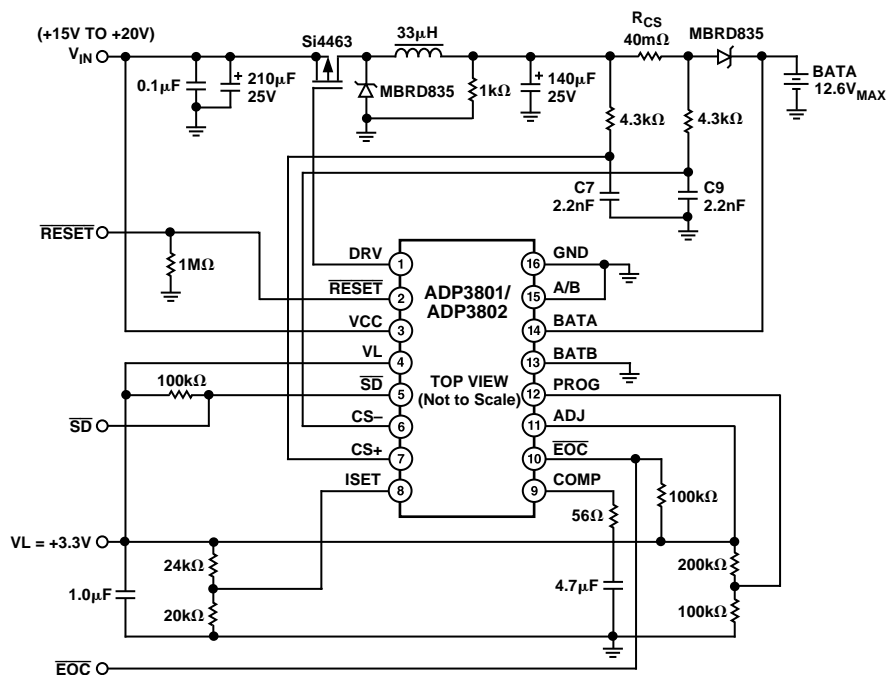 (+15V TO +20V)
VIN
0.1μF
+
210μF
25V
Si4463
33μH
MBRD835
1kΩ
+
140μF
25V
RCS
40mΩ
MBRD835
BATA
12.6VMAX
4.3kΩ
4.3kΩ
C7
2.2nF
C9
2.2nF
RESET
1MΩ
DRV
1
RESET
2
VCC
3
VL
4
SD
5
CS–
6
CS+
7
ISET
8
ADP3801/
ADP3802
TOP VIEW
(Not to Scale)
GND
16
A/B
15
BATA
14
BATB
13
PROG
12
ADJ
11
EOC
10
COMP
9
100kΩ
SD
VL = +3.3V
1.0μF
24kΩ
20kΩ
56Ω
4.7μF
100kΩ
200kΩ
100kΩ
EOC